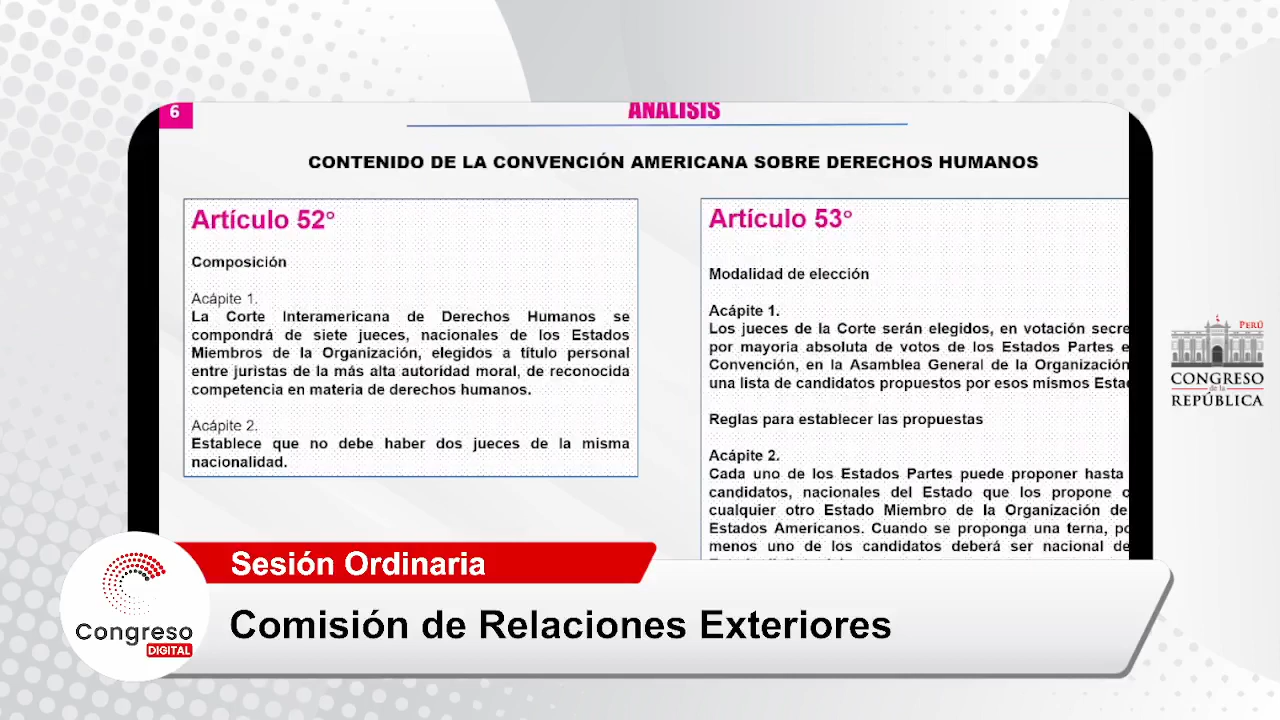 6
ANÁLISIS
CONTENIDO DE LA CONVENCIÓN AMERICANA SOBRE DERECHOS HUMANOS
Artículo 52°
Composición
Acápite 1.
La Corte Interamericana de Derechos Humanos se
compondrá de siete jueces, nacionales de los Estados
Miembros de la Organización, elegidos a título personal
entre juristas de la más alta autoridad moral, de reconocida
competencia en materia de derechos humanos.
Acápite 2.
Establece que no debe haber dos jueces de la misma
nacionalidad.
Artículo 53°
Modalidad de elección
Acápite 1.
Los jueces de la Corte serán elegidos, en votación secre
por mayoria absoluta de votos de los Estados Partes e
Convención, en la Asamblea General de la Organización
una lista de candidatos propuestos por esos mismos Esta
Reglas para establecer las propuestas
Acápite 2.
Cada uno de los Estados Partes puede proponer hasta
candidatos, nacionales del Estado que los propone o
cualquier otro Estado Miembro de la Organización de
Estados Americanos. Cuando se proponga una terna, po
menos uno de los candidatos deberá ser nacional de
PERÚ
CONGRESO
de la
REPÚBLICA
Sesión Ordinaria
Comisión de Relaciones Exteriores
Congreso
DIGITAL